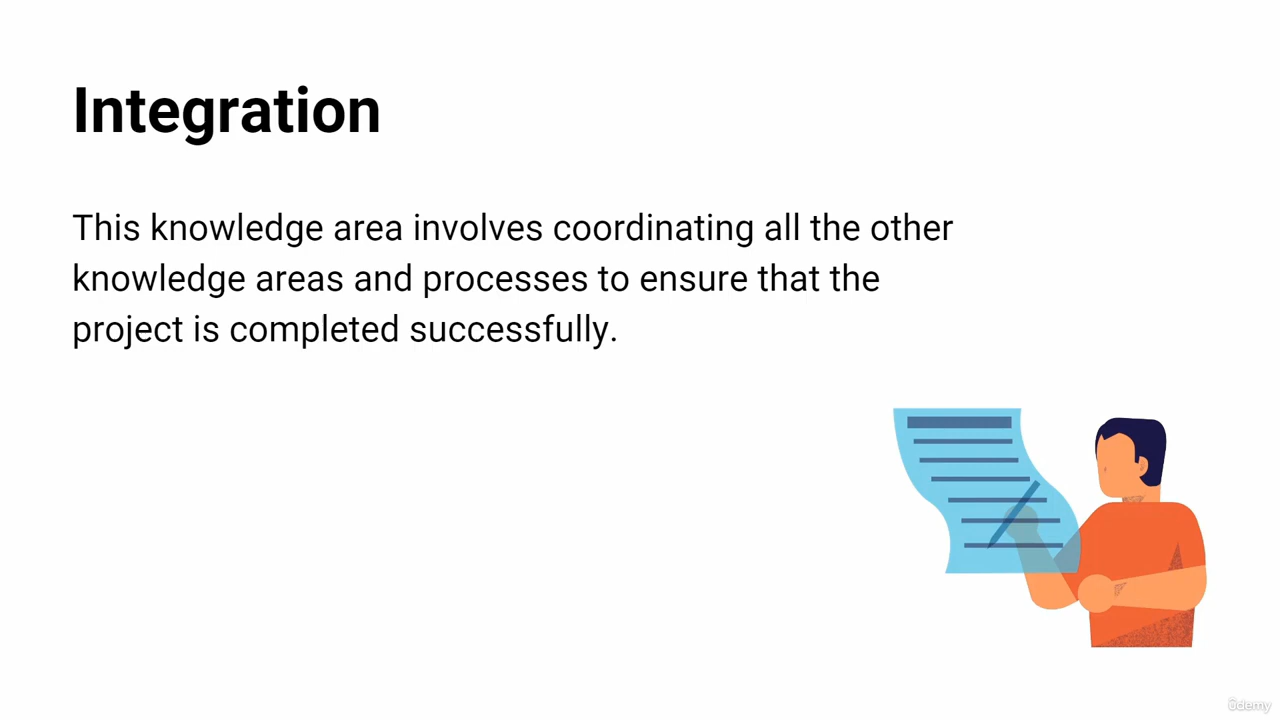 Integration
This knowledge area involves coordinating all the other
knowledge areas and processes to ensure that the
project is completed successfully.
ûdemy